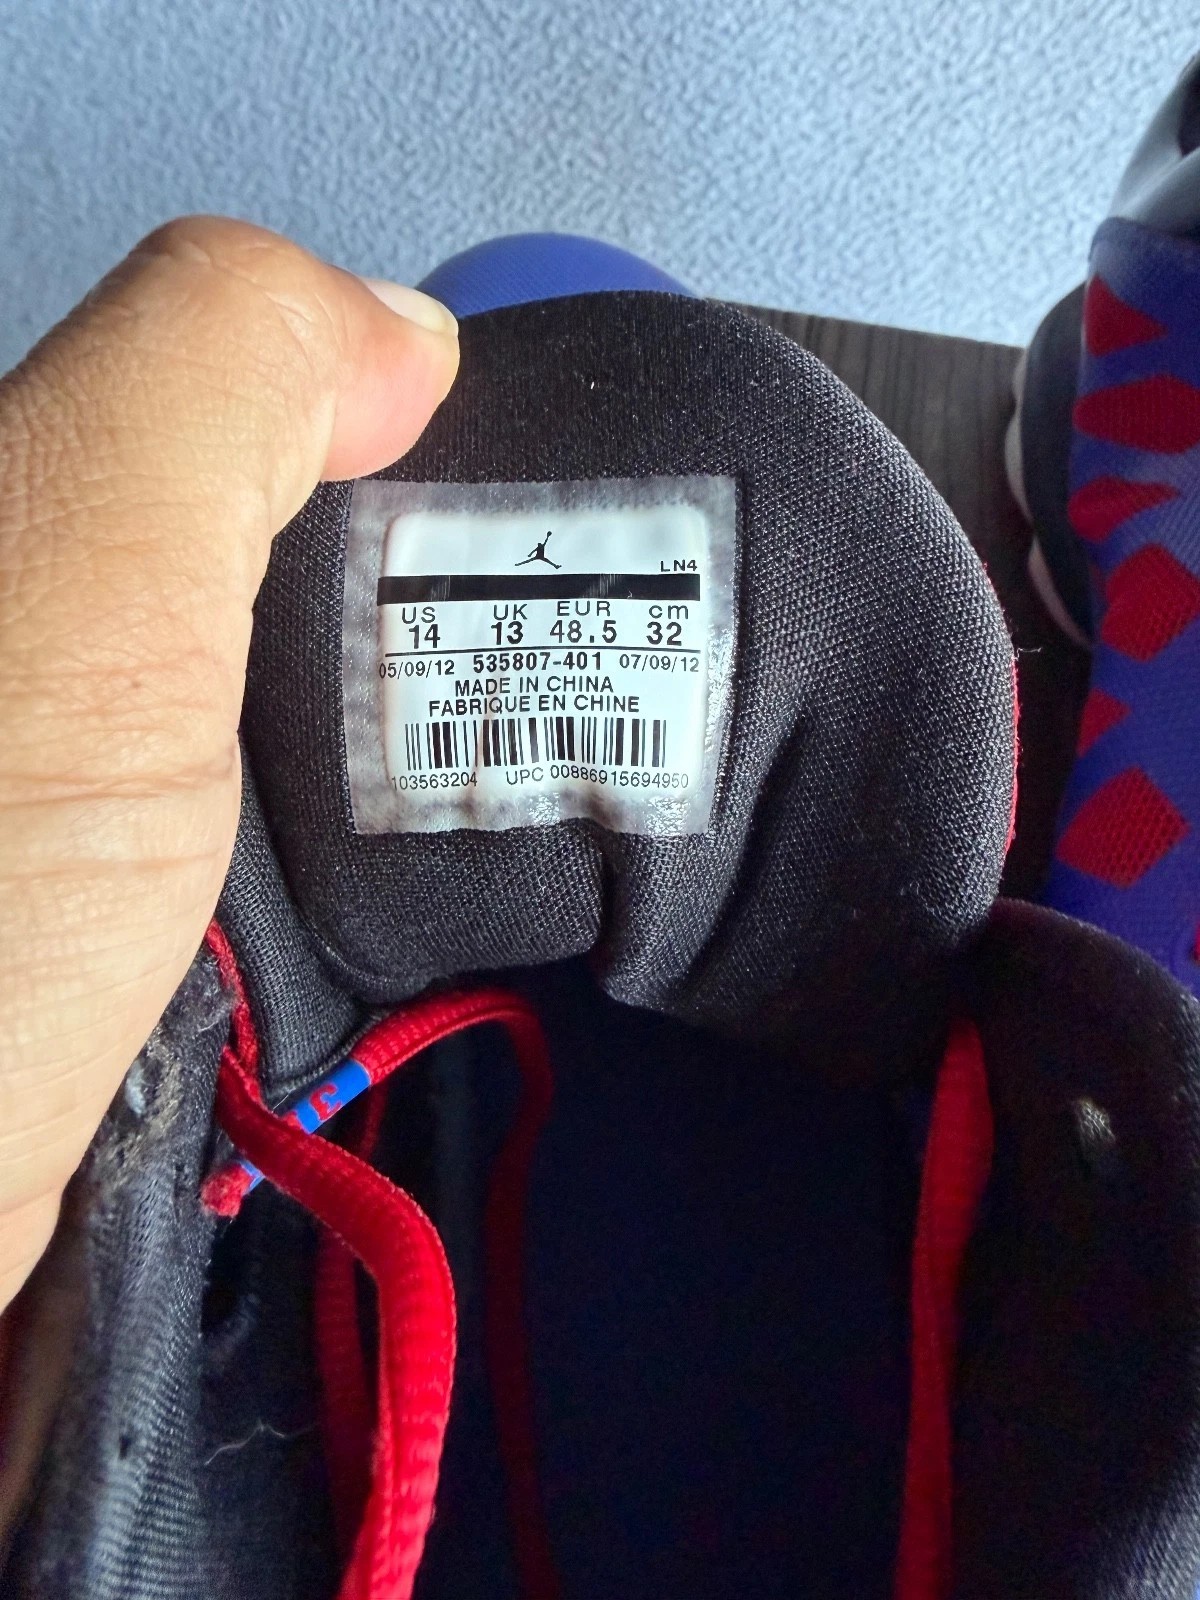 LN4
US UK EUR cm
14 13 48.5 32
05/09/12 535807-401 07/09/12
MADE IN CHINA
FABRIQUE EN CHINE
103563204 UPC 00886915694950
3